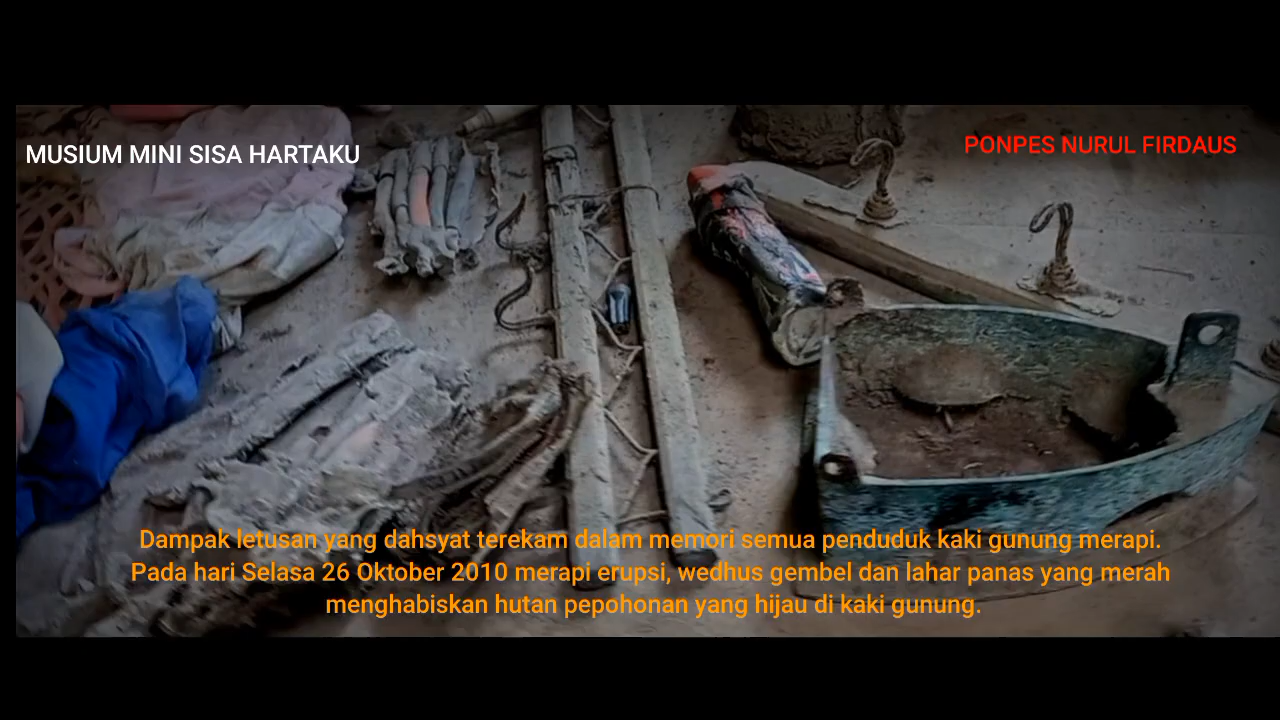 MUSIUM MINI SISA HARTAKU
PONPES NURUL FIRDAUS
Dampak letusan yang dahsyat terekam dalam memori semua penduduk kaki gunung merapi.
Pada hari Selasa 26 Oktober 2010 merapi erupsi, wedhus gembel dan lahar panas yang merah
menghabiskan hutan pepohonan yang hijau di kaki gunung.